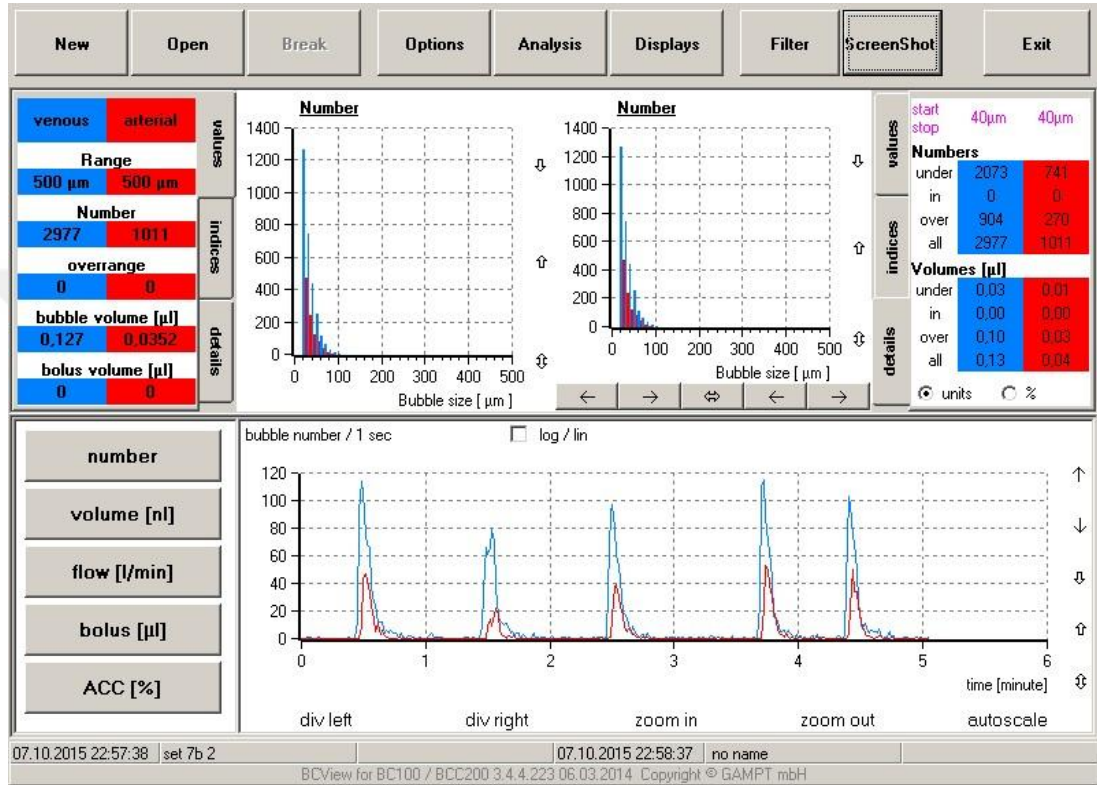 New Open Break Options Analysis Displays Filter ScreenShot Exit
venous arterial
Range
500 µm 500 µm
Number
2977 1011
overrange
0 0
bubble volume [µl]
0,127 0,0352
bolus volume [µl]
0 0
values
indices
details
Number
1400
1200
1000
800
600
400
200
0
0 100 200 300 400 500
Bubble size [ µm ]
Number
1400
1200
1000
800
600
400
200
0
0 100 200 300 400 500
Bubble size [ µm ]
values
indices
details
start
stop
40µm 40µm
Numbers
under 2073 741
in 0 0
over 904 270
all 2977 1011
Volumes [µl]
under 0,03 0,01
in 0,00 0,00
over 0,10 0,03
all 0,13 0,04
units %
number
volume [nl]
flow [l/min]
bolus [µl]
ACC [%]
bubble number / 1 sec log / lin
120
100
80
60
40
20
0
0 1 2 3 4 5 6
time [minute]
div left div right zoom in zoom out autoscale
07.10.2015 22:57:38 set 7b 2 07.10.2015 22:58:37 no name
BCView for BC100 / BCC200 3.4.4.223 06.03.2014 Copyright © GAMPT mbH